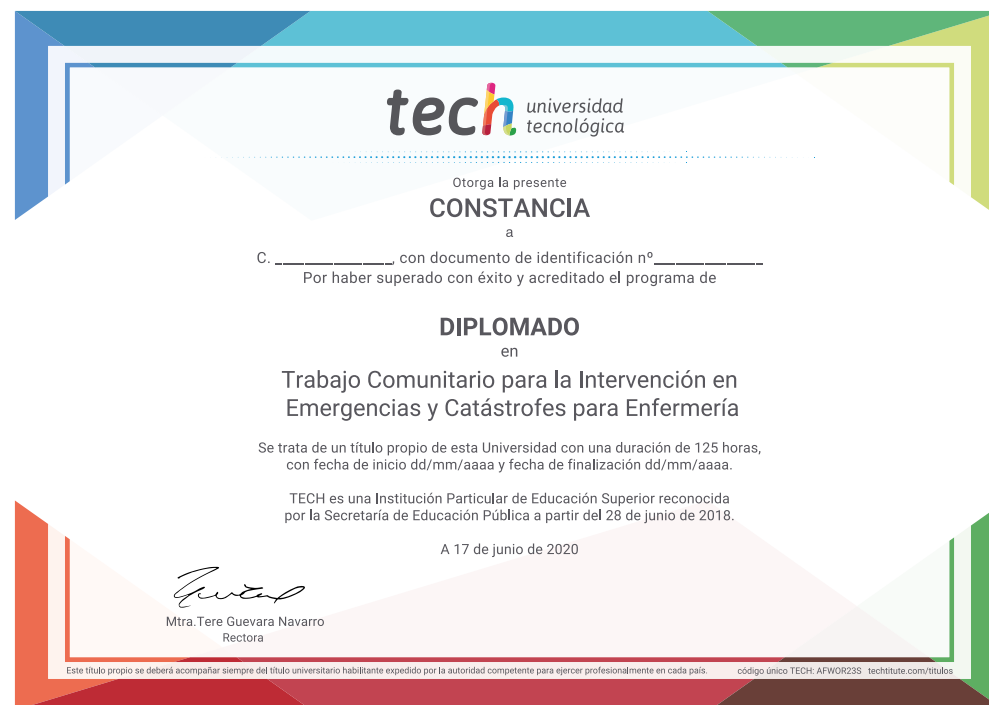 tech universidad
tecnológica
Otorga la presente
CONSTANCIA
a
C. ______________, con documento de identificación nº______________
Por haber superado con éxito y acreditado el programa de
DIPLOMADO
en
Trabajo Comunitario para la Intervención en
Emergencias y Catástrofes para Enfermería
Se trata de un título propio de esta Universidad con una duración de 125 horas,
con fecha de inicio dd/mm/aaaa y fecha de finalización dd/mm/aaaa.
TECH es una Institución Particular de Educación Superior reconocida
por la Secretaría de Educación Pública a partir del 28 de junio de 2018.
A 17 de junio de 2020
Mtra.Tere Guevara Navarro
Rectora
Este título propio se deberá acompañar siempre del título universitario habilitante expedido por la autoridad competente para ejercer profesionalmente en cada país. código único TECH: AFWOR23S techtitute.com/titulos